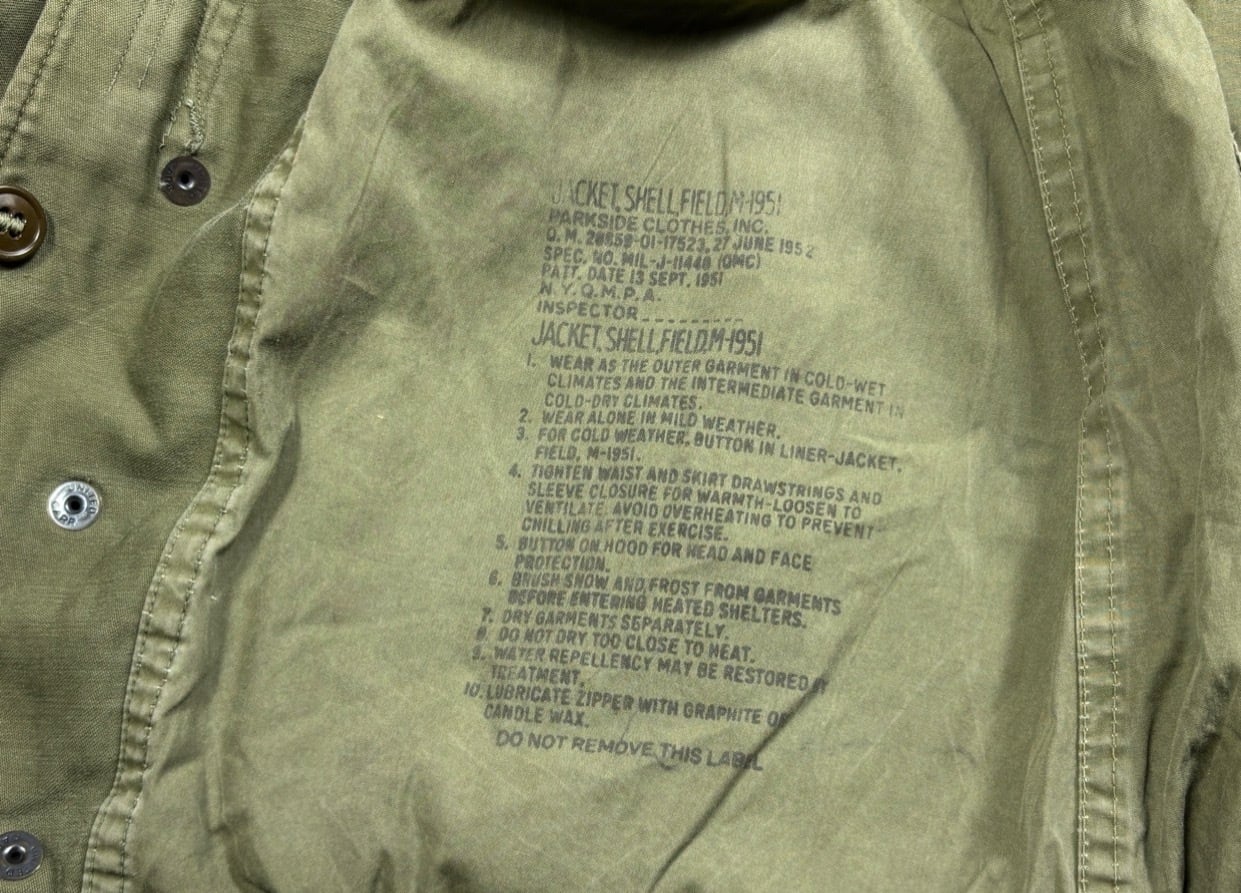 JACKET, SHELL, FIELD, M-1951
PARKSIDE CLOTHES, INC.
Q. M. 28658-OI-17523, 27 JUNE 1952
SPEC. NO. MIL-J-11448 (QMC)
PATT. DATE 13 SEPT. 1951
N. Y. Q. M. P. A.
INSPECTOR_ _ _ _ _ _ _ _ _
JACKET, SHELL, FIELD, M-1951
1. WEAR AS THE OUTER GARMENT IN COLD-WET
CLIMATES AND THE INTERMEDIATE GARMENT IN
COLD-DRY CLIMATES.
2. WEAR ALONE IN MILD WEATHER.
3. FOR COLD WEATHER, BUTTON IN LINER-JACKET,
FIELD, M-1951.
4. TIGHTEN WAIST AND SKIRT DRAWSTRINGS AND
SLEEVE CLOSURE FOR WARMTH-LOOSEN TO
VENTILATE. AVOID OVERHEATING TO PREVENT
CHILLING AFTER EXERCISE.
5. BUTTON ON HOOD FOR HEAD AND FACE
PROTECTION.
6. BRUSH SNOW AND FROST FROM GARMENTS
BEFORE ENTERING HEATED SHELTERS.
7. DRY GARMENTS SEPARATELY.
8. DO NOT DRY TOO CLOSE TO HEAT.
9. WATER REPELLENCY MAY BE RESTORED
TREATMENT.
10. LUBRICATE ZIPPER WITH GRAPHITE OR
CANDLE WAX.
DO NOT REMOVE THIS LABEL
UNITED
CARR